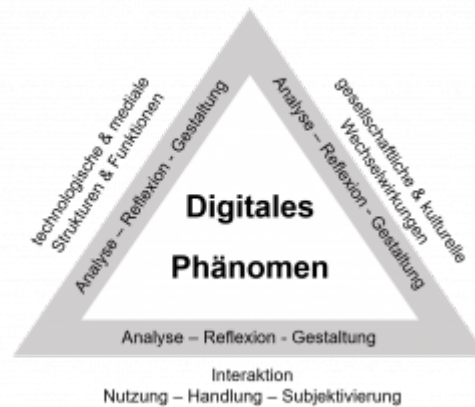 technologische & mediale
Strukturen & Funktionen
Analyse – Reflexion - Gestaltung
gesellschaftliche & kulturelle
Wechselwirkungen
Analyse – Reflexion - Gestaltung
Digitales
Phänomen
Analyse – Reflexion - Gestaltung
Interaktion
Nutzung – Handlung – Subjektivierung